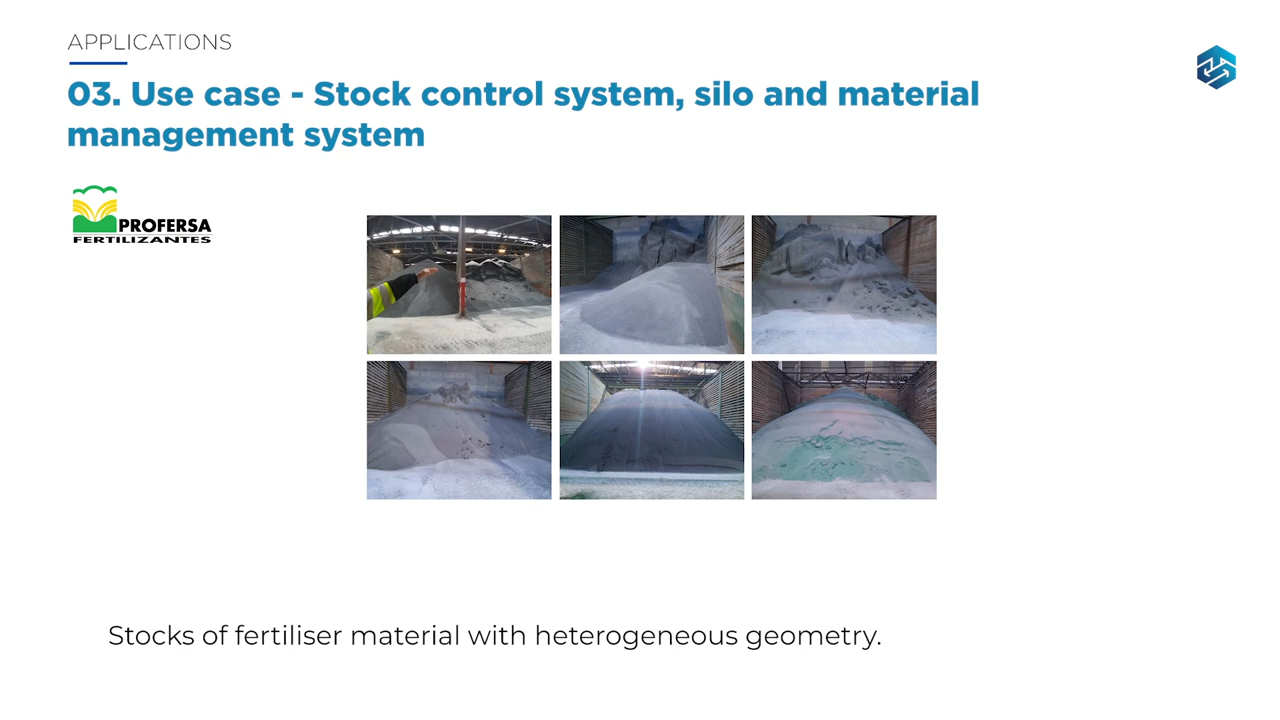 APPLICATIONS
03. Use case - Stock control system, silo and material
management system
PROFERSA
FERTILIZANTES
Stocks of fertiliser material with heterogeneous geometry.